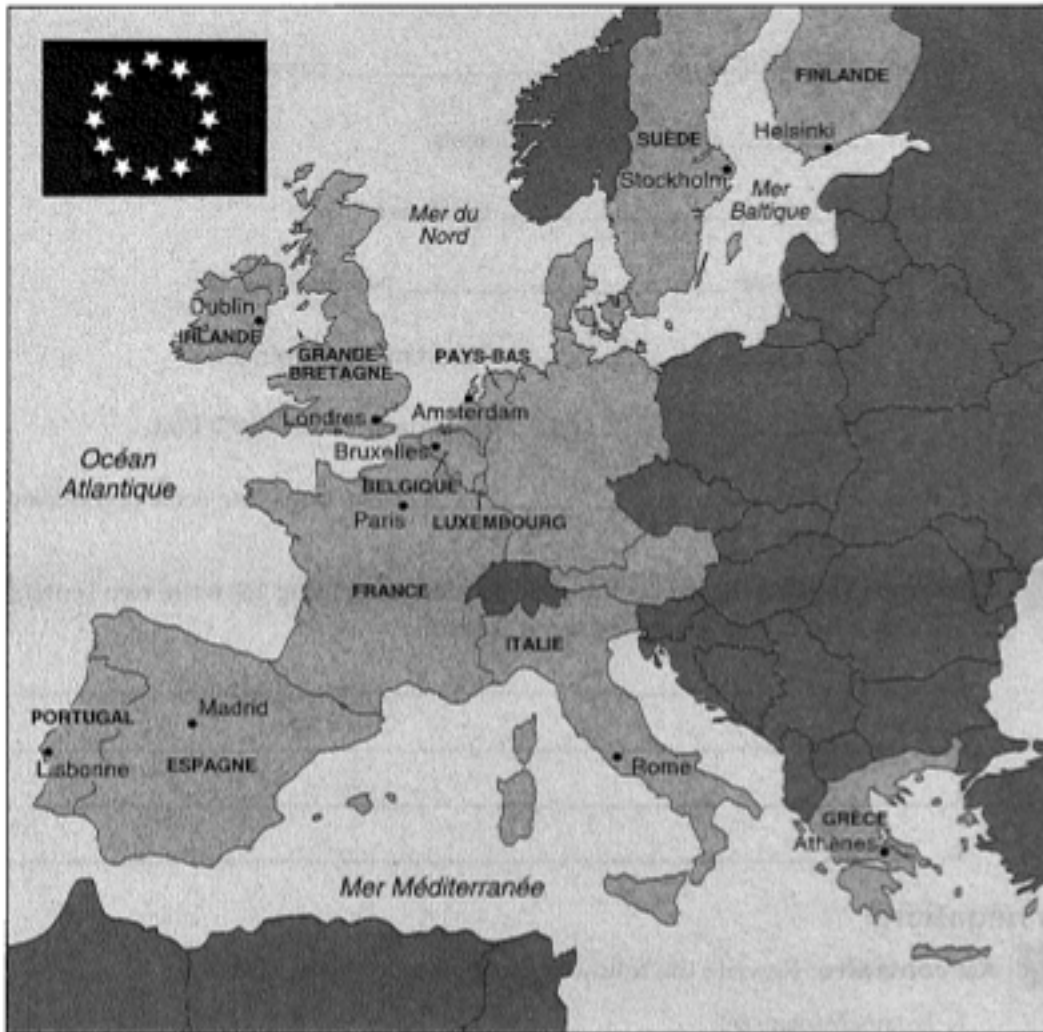 FINLANDE
Helsinki
SUÈDE
Stockholm
Mer
Baltique
Mer du
Nord
Dublin
IRLANDE
GRANDE-
BRETAGNE
PAYS-BAS
Londres
Amsterdam
Bruxelles
Océan
Atlantique
BELGIQUE
Paris
LUXEMBOURG
FRANCE
ITALIE
PORTUGAL
Madrid
Lisbonne
ESPAGNE
Rome
GRÈCE
Athènes
Mer Méditerranée